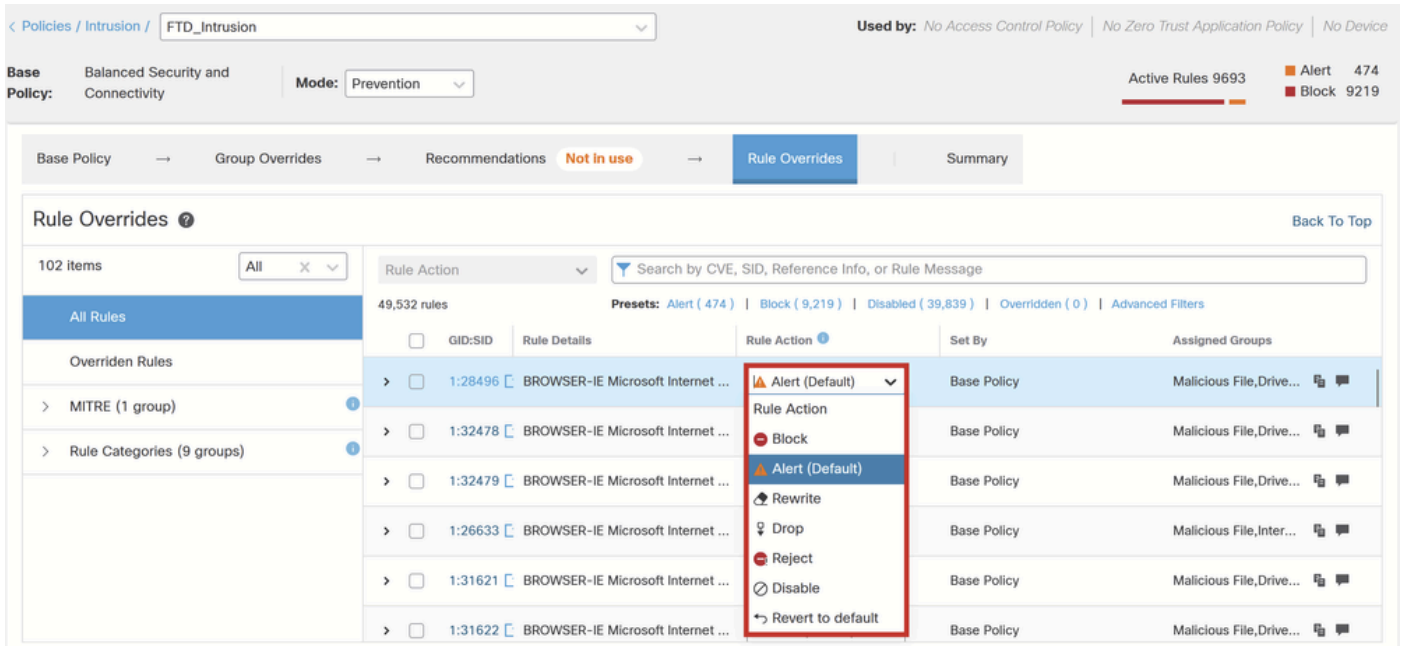 < Policies / Intrusion / FTD_Intrusion
Used by: No Access Control Policy | No Zero Trust Application Policy | No Device
Base Policy: Balanced Security and Connectivity
Mode: Prevention
Active Rules 9693
Alert 474
Block 9219
Base Policy → Group Overrides → Recommendations Not in use → Rule Overrides | Summary
Rule Overrides ?
Back To Top
102 items All
Rule Action
Search by CVE, SID, Reference Info, or Rule Message
All Rules
Overriden Rules
> MITRE (1 group)
> Rule Categories (9 groups)
49,532 rules
Presets: Alert ( 474 ) | Block ( 9,219 ) | Disabled ( 39,839 ) | Overridden ( 0 ) | Advanced Filters
GID:SID Rule Details Rule Action Set By Assigned Groups
1:28496 BROWSER-IE Microsoft Internet ... Alert (Default) Base Policy Malicious File,Drive...
1:32478 BROWSER-IE Microsoft Internet ... Base Policy Malicious File,Drive...
1:32479 BROWSER-IE Microsoft Internet ... Base Policy Malicious File,Drive...
1:26633 BROWSER-IE Microsoft Internet ... Base Policy Malicious File,Inter...
1:31621 BROWSER-IE Microsoft Internet ... Base Policy Malicious File,Drive...
1:31622 BROWSER-IE Microsoft Internet ... Base Policy Malicious File,Drive...
Rule Action
Block
Alert (Default)
Rewrite
Drop
Reject
Disable
Revert to default